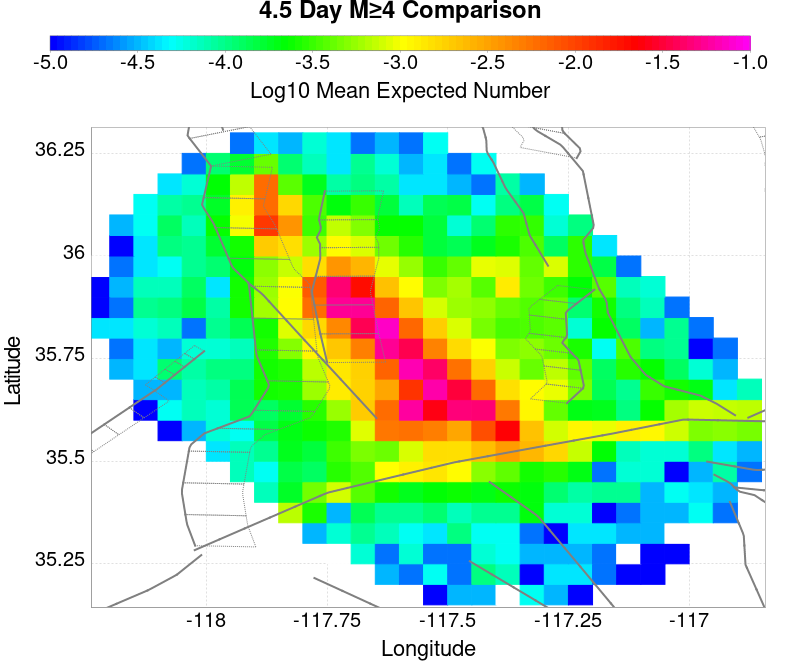 4.5 Day M≥4 Comparison
-5.0 -4.5 -4.0 -3.5 -3.0 -2.5 -2.0 -1.5 -1.0
Log10 Mean Expected Number
36.25
36
35.75
35.5
35.25
Latitude
-118 -117.75 -117.5 -117.25 -117
Longitude